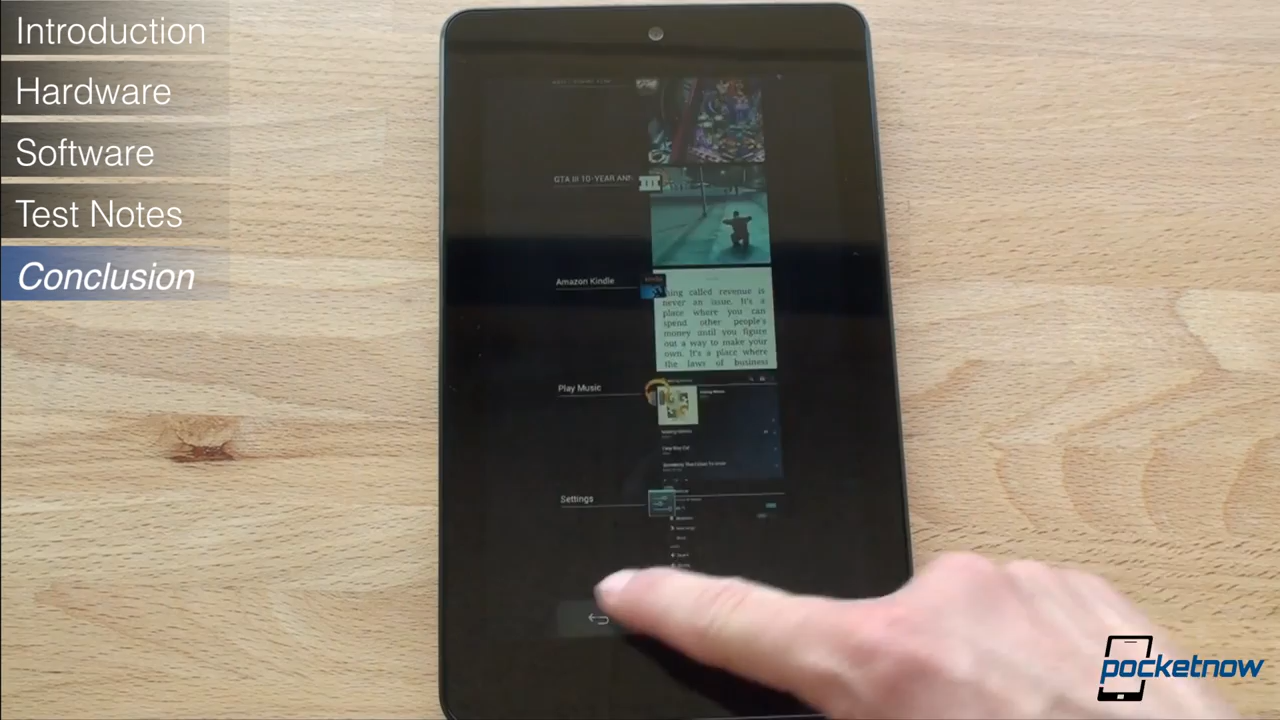 Introduction
Hardware
Software
Test Notes
Conclusion
GTA III 10-YEAR ANN
Amazon Kindle
hing called revenue is
never an issue. It's a
place where you can
spend other people's
money until you figure
out a way to make your
own. It's a place where
the laws of business
Play Music
Settings
pocketnow